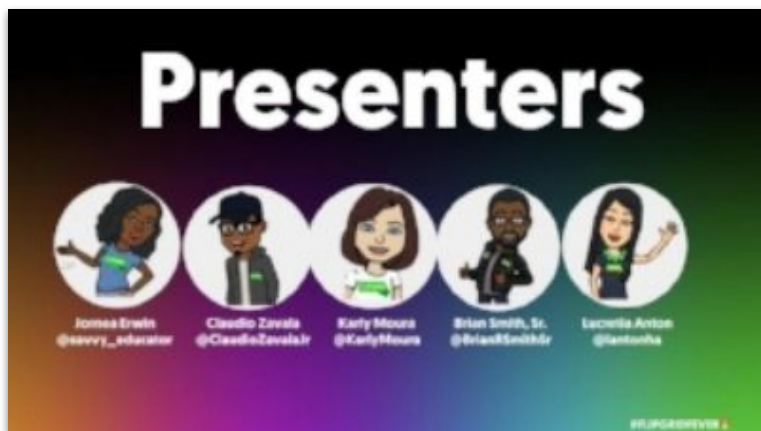 Presenters
Jornea Erwin Claudio Zavala Karly Moura Brian Smith, Sr. Lucretia Anton
@savvy_educator @ClaudioZavalaJr @KarlyMoura @BrianRSmithSr @lantonha
#FLIPGRIDFEVER